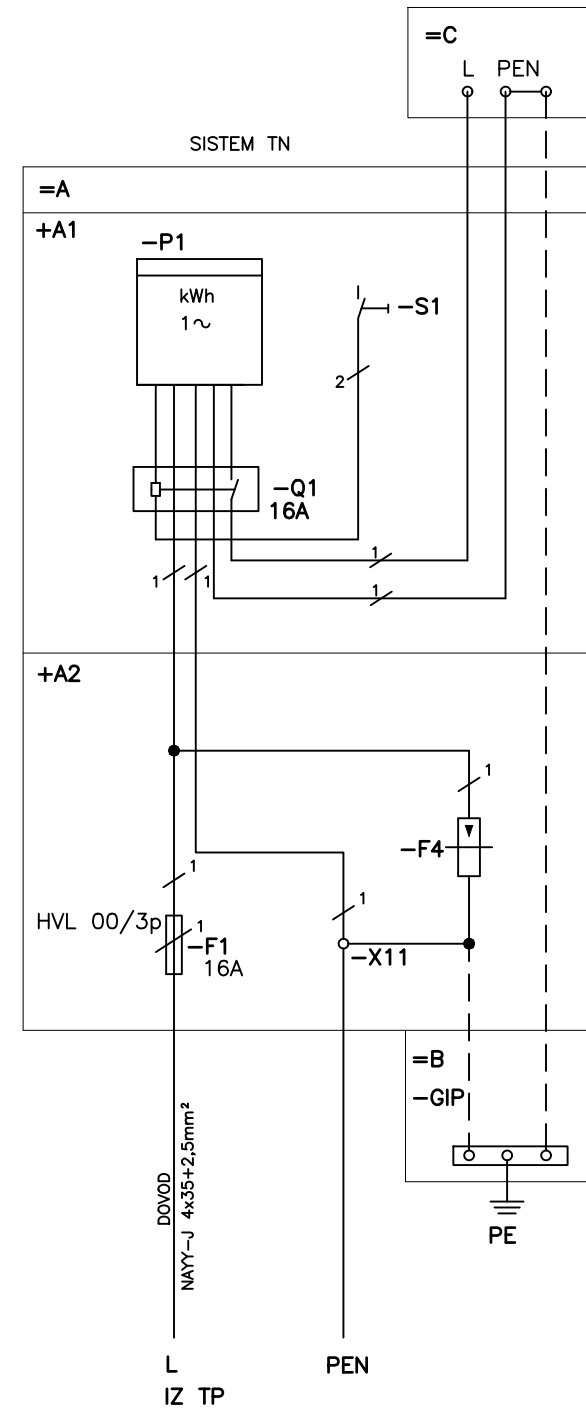 =C
L PEN
SISTEM TN
=A
+A1
-P1
kWh
1~
-S1
2
-Q1
16A
1
1 1
1
+A2
1
-F4
1
1
HVL 00/3p
1
-F1
16A
-X11
=B
-GIP
DOVOD
NAYY-J 4x35+2,5mm²
PE
L PEN
IZ TP